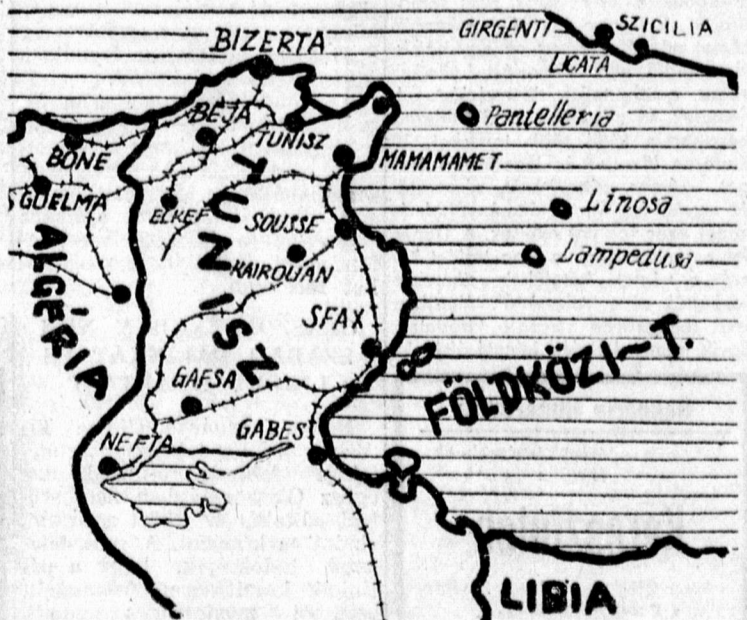 GIRGENTI
SZICILIA
LICATA
BIZERTA
BEJA
TUNISZ
Pantelleria
BÔNE
MAMAMAMET
GUELMA
ELKEF
SOUSSE
Linosa
KAIROUAN
Lampedusa
TUNISZ
ALGÉRIA
SFAX
FÖLDKÖZI-T.
GAFSA
NEFTA
GABES
LIBIA